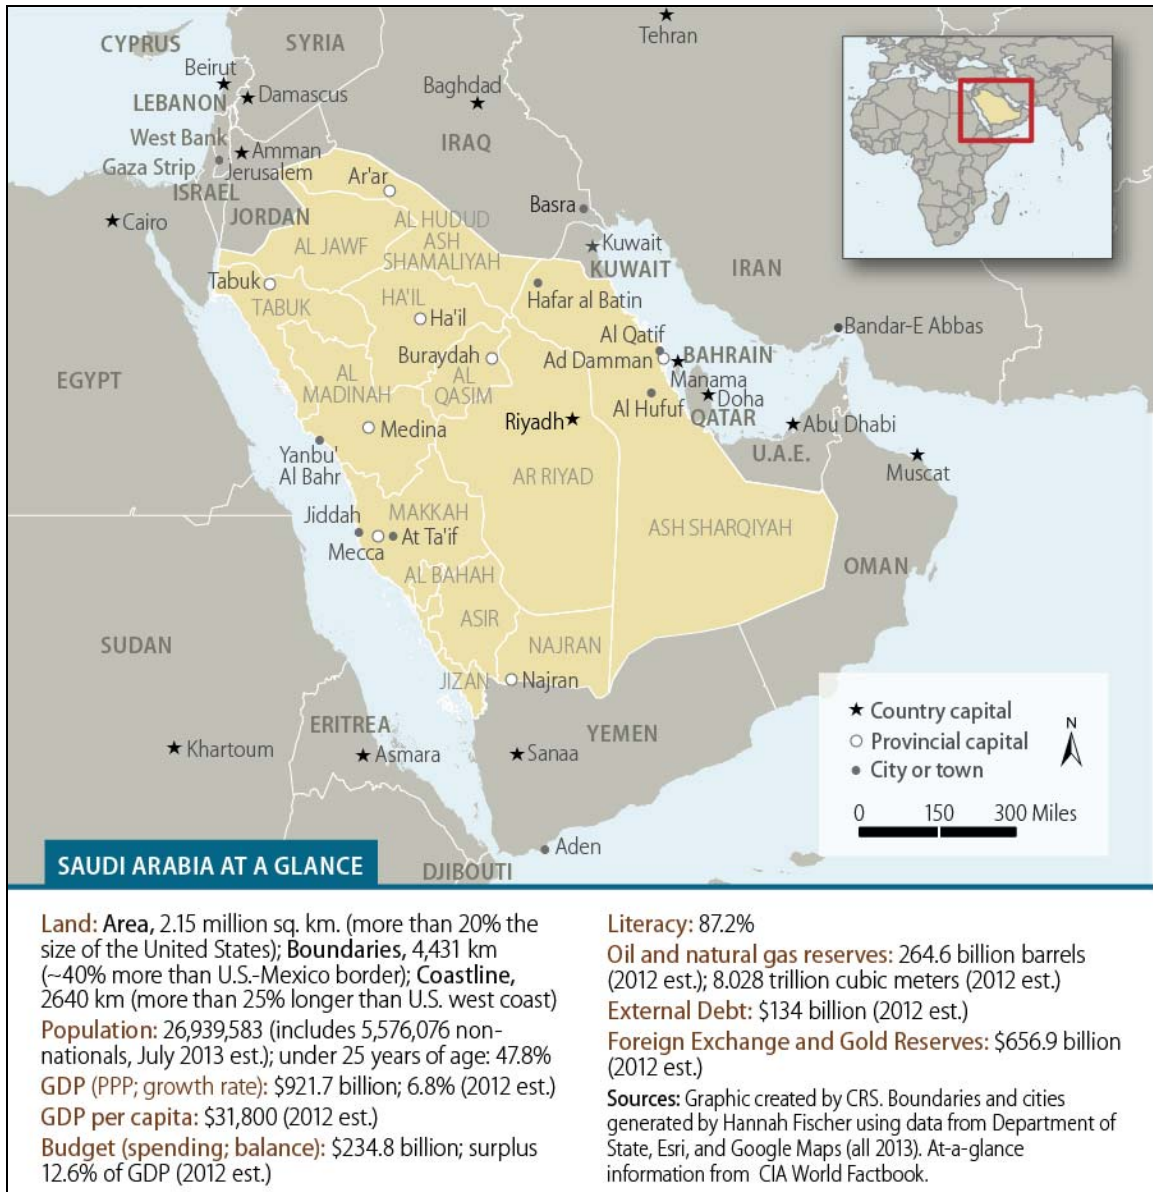 CYPRUS
SYRIA
Tehran
Beirut
LEBANON
Damascus
Baghdad
IRAQ
West Bank
Gaza Strip
Amman
Jerusalem
ISRAEL
JORDAN
Cairo
Ar'ar
AL HUDUD
ASH
SHAMALIYAH
AL JAWF
Basra
Kuwait
KUWAIT
IRAN
Tabuk
TABUK
HA'IL
Ha'il
Hafar al Batin
Bandar-E Abbas
Al Qatif
Ad Damman
BAHRAIN
Manama
Buraydah
AL
QASIM
EGYPT
AL
MADINAH
Doha
QATAR
Al Hufuf
Riyadh
Abu Dhabi
U.A.E.
Muscat
Medina
Yanbu'
Al Bahr
AR RIYAD
Jiddah
MAKKAH
Mecca
At Ta'if
ASH SHARQIYAH
AL BAHAH
OMAN
ASIR
SUDAN
NAJRAN
JIZAN
Najran
ERITREA
YEMEN
Khartoum
Asmara
Sanaa
Aden
DJIBOUTI
Country capital
Provincial capital
City or town
N
0 150 300 Miles
SAUDI ARABIA AT A GLANCE
Land: Area, 2.15 million sq. km. (more than 20% the
size of the United States); Boundaries, 4,431 km
(~40% more than U.S.-Mexico border); Coastline,
2640 km (more than 25% longer than U.S. west coast)
Population: 26,939,583 (includes 5,576,076 non-
nationals, July 2013 est.); under 25 years of age: 47.8%
GDP (PPP; growth rate): $921.7 billion; 6.8% (2012 est.)
GDP per capita: $31,800 (2012 est.)
Budget (spending; balance): $234.8 billion; surplus
12.6% of GDP (2012 est.)
Literacy: 87.2%
Oil and natural gas reserves: 264.6 billion barrels
(2012 est.); 8.028 trillion cubic meters (2012 est.)
External Debt: $134 billion (2012 est.)
Foreign Exchange and Gold Reserves: $656.9 billion
(2012 est.)
Sources: Graphic created by CRS. Boundaries and cities
generated by Hannah Fischer using data from Department of
State, Esri, and Google Maps (all 2013). At-a-glance
information from CIA World Factbook.